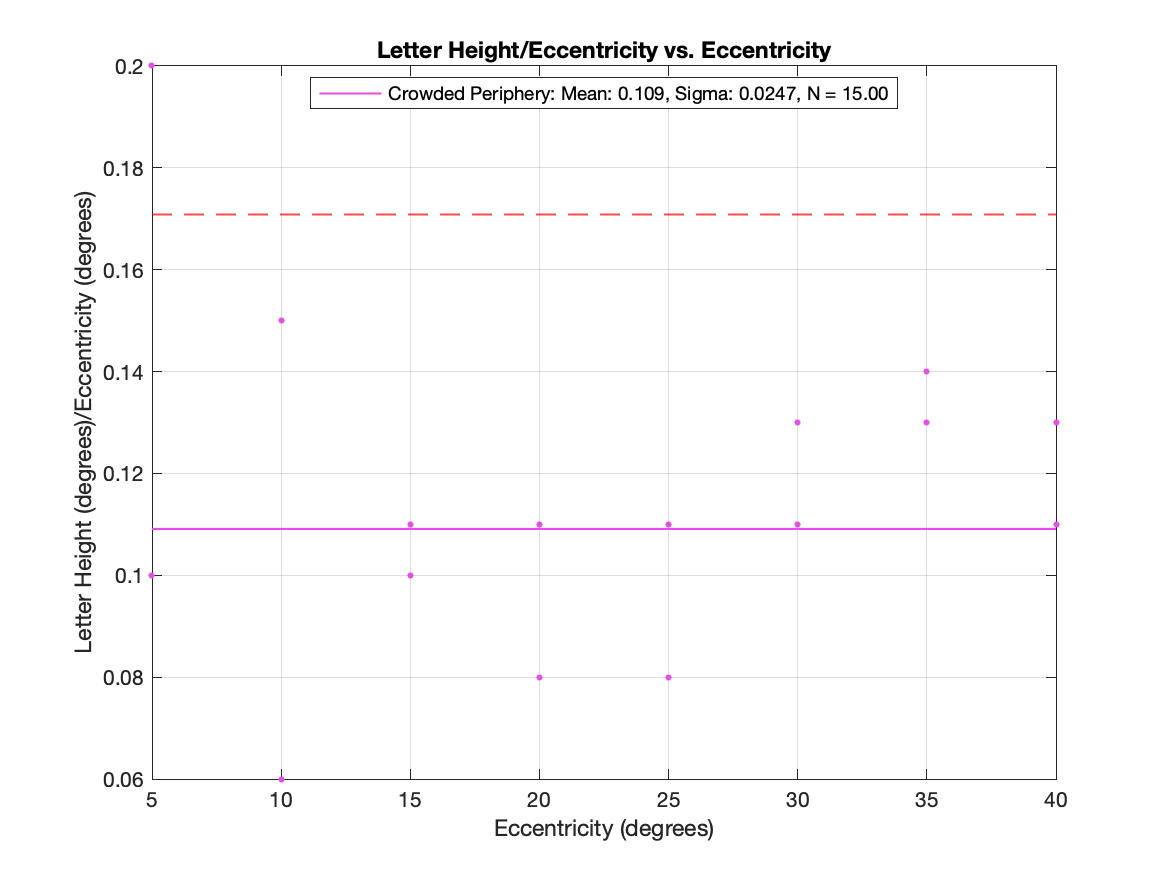 Letter Height/Eccentricity vs. Eccentricity
Crowded Periphery: Mean: 0.109, Sigma: 0.0247, N = 15.00
Letter Height (degrees)/Eccentricity (degrees)
0.2
0.18
0.16
0.14
0.12
0.1
0.08
0.06
5 10 15 20 25 30 35 40
Eccentricity (degrees)